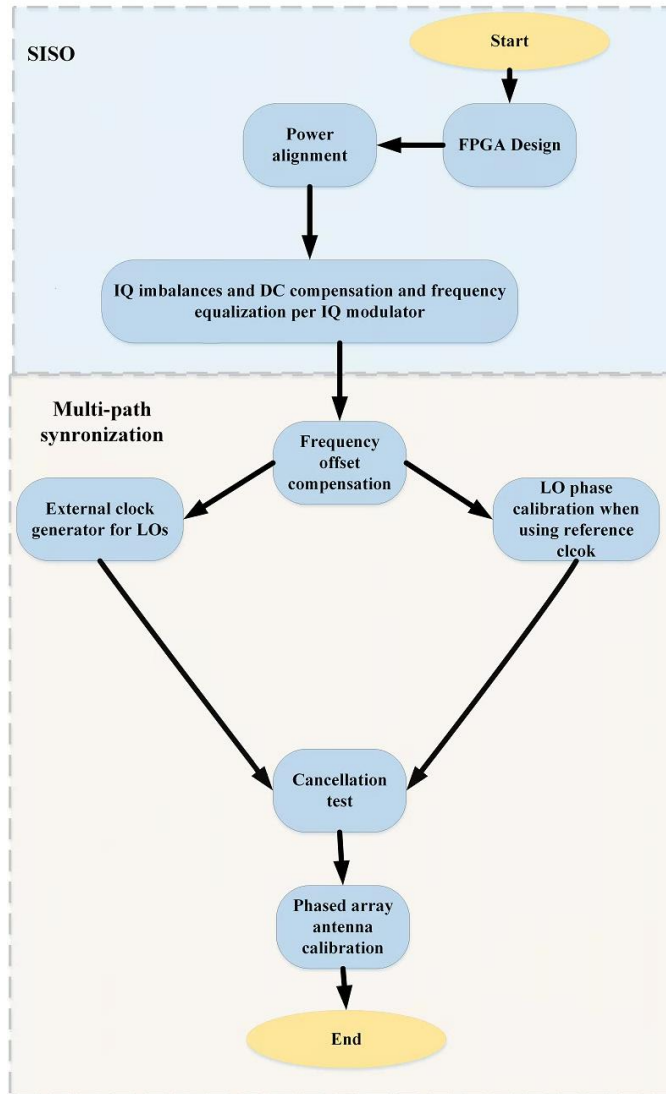 SISO
Start
FPGA Design
Power
alignment
IQ imbalances and DC compensation and frequency
equalization per IQ modulator
Multi-path
synronization
Frequency
offset
compensation
External clock
generator for LOs
LO phase
calibration when
using reference
clcok
Cancellation
test
Phased array
antenna
calibration
End